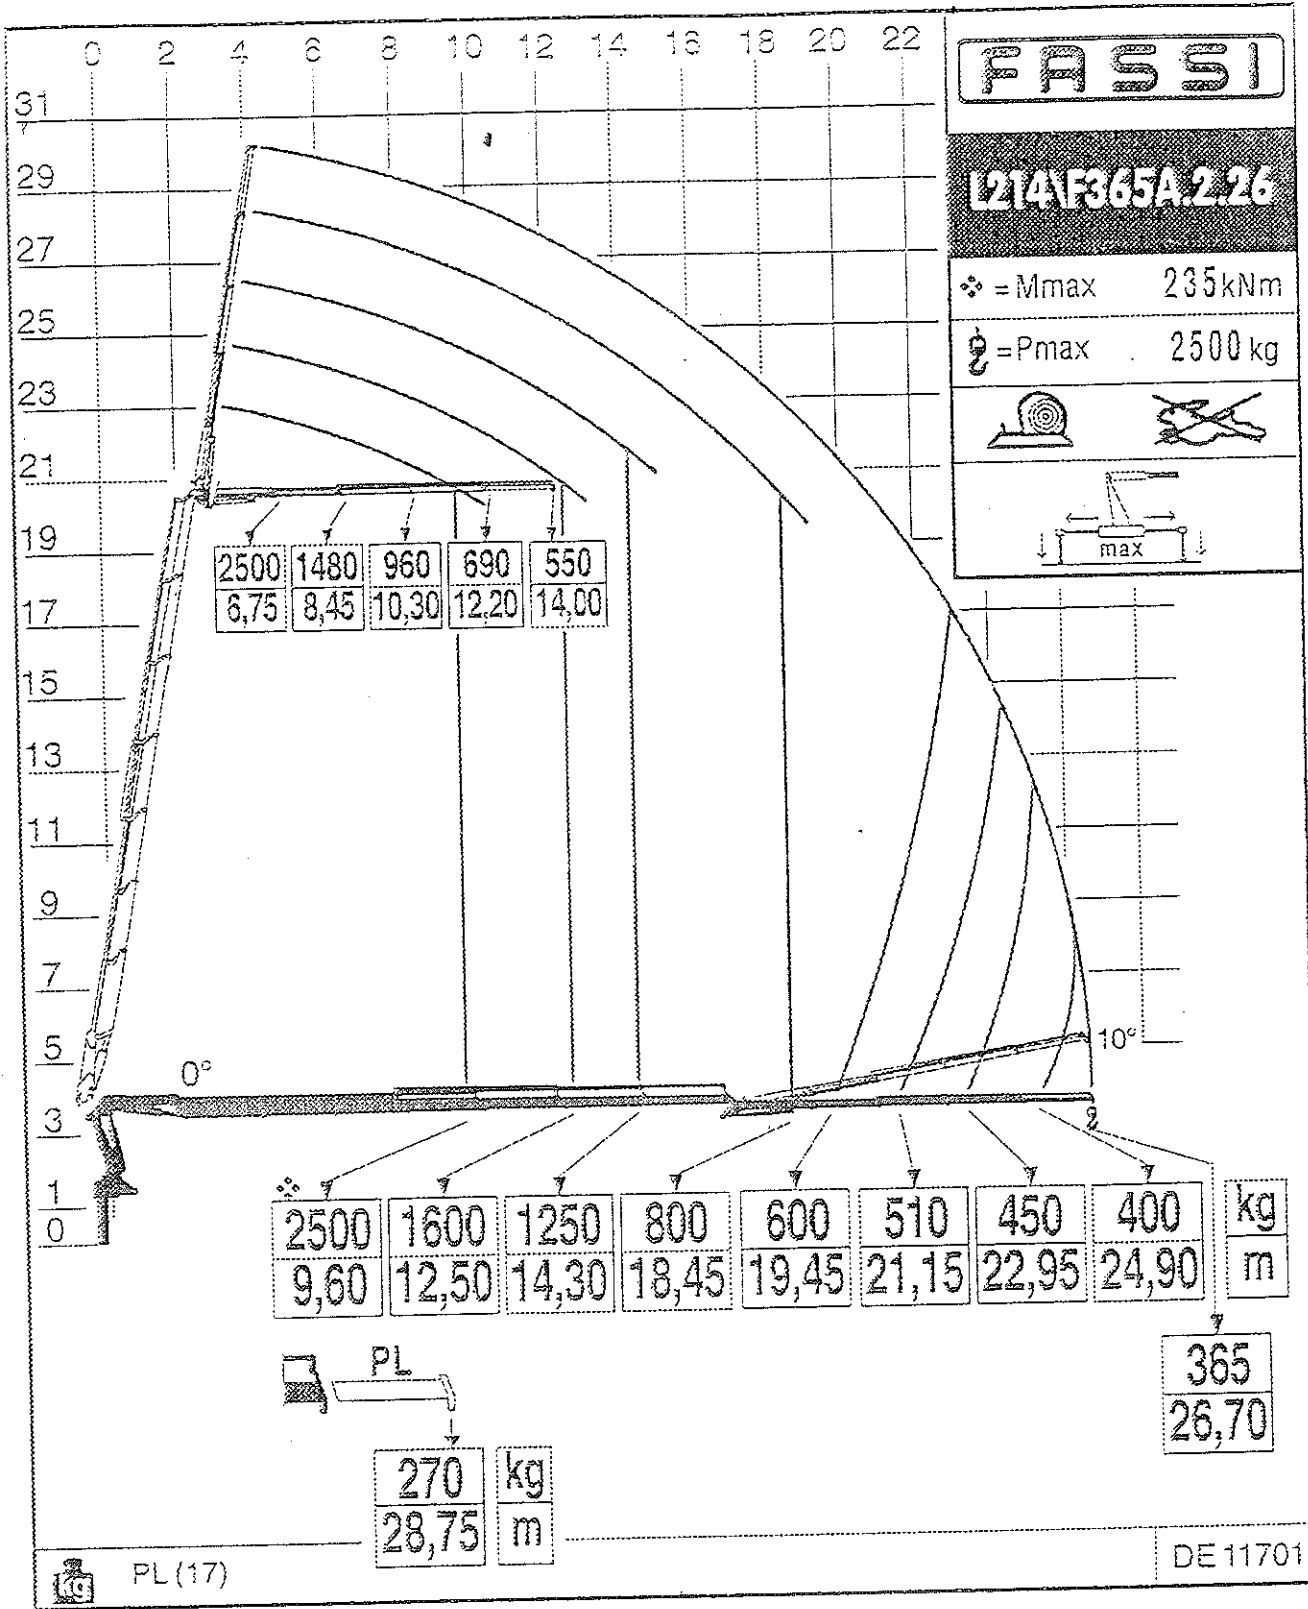 0 2 4 6 8 10 12 14 16 18 20 22
FASSI
L214\F365A.2.26
= Mmax 235kNm
= Pmax 2500 kg
max
31
29
27
25
23
21
19
17
15
13
11
9
7
5
3
1
0
2500 1480 960 690 550
6,75 8,45 10,30 12,20 14,00
0°
10°
2500 1600 1250 800 600 510 450 400 kg
9,60 12,50 14,30 18,45 19,45 21,15 22,95 24,90 m
365
26,70
PL
270 kg
28,75 m
kg PL (17)
DE 11701